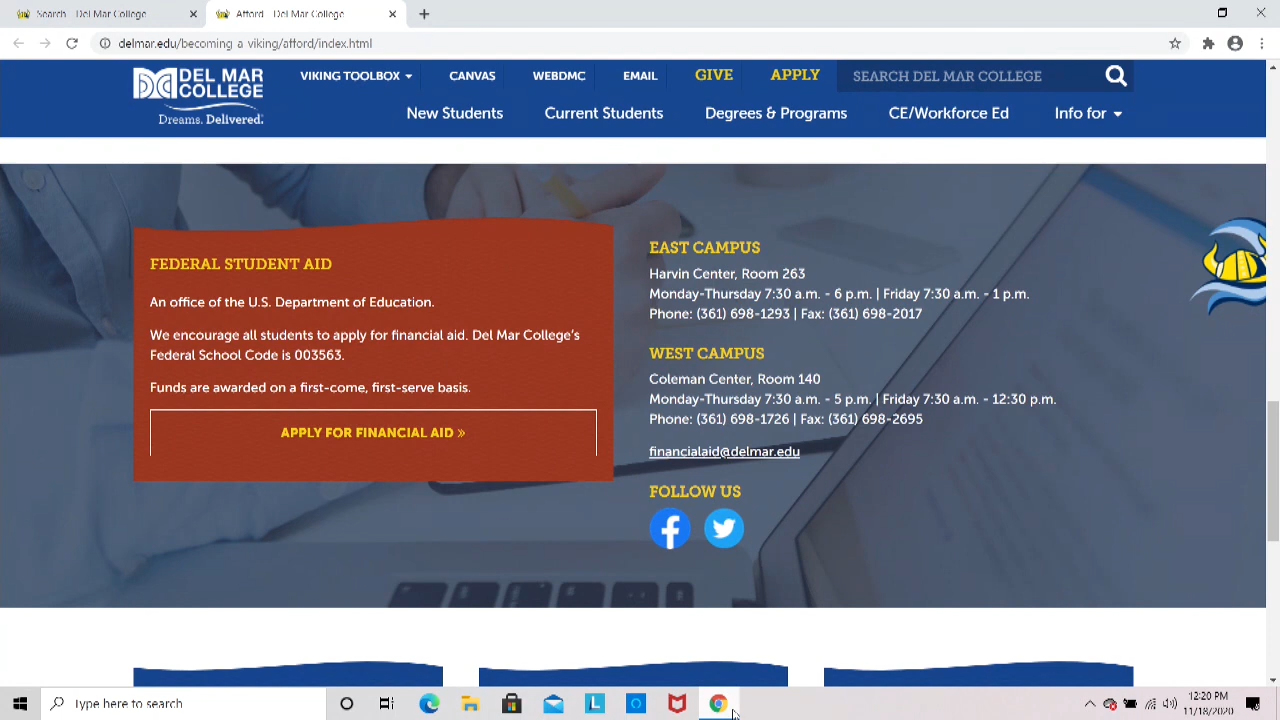 Search - Del Mar College
Afford - Del Mar College
delmar.edu/becoming_a_viking/afford/index.html
DEL MAR COLLEGE
Dreams. Delivered.
VIKING TOOLBOX
CANVAS
WEBDMC
EMAIL
GIVE
APPLY
SEARCH DEL MAR COLLEGE
New Students
Current Students
Degrees & Programs
CE/Workforce Ed
Info for
FEDERAL STUDENT AID
An office of the U.S. Department of Education.
We encourage all students to apply for financial aid. Del Mar College's
Federal School Code is 003563.
Funds are awarded on a first-come, first-serve basis.
APPLY FOR FINANCIAL AID »
EAST CAMPUS
Harvin Center, Room 263
Monday-Thursday 7:30 a.m. - 6 p.m. | Friday 7:30 a.m. - 1 p.m.
Phone: (361) 698-1293 | Fax: (361) 698-2017
WEST CAMPUS
Coleman Center, Room 140
Monday-Thursday 7:30 a.m. - 5 p.m. | Friday 7:30 a.m. - 12:30 p.m.
Phone: (361) 698-1726 | Fax: (361) 698-2695
financialaid@delmar.edu
FOLLOW US
Type here to search
12:20 PM
11/18/2020